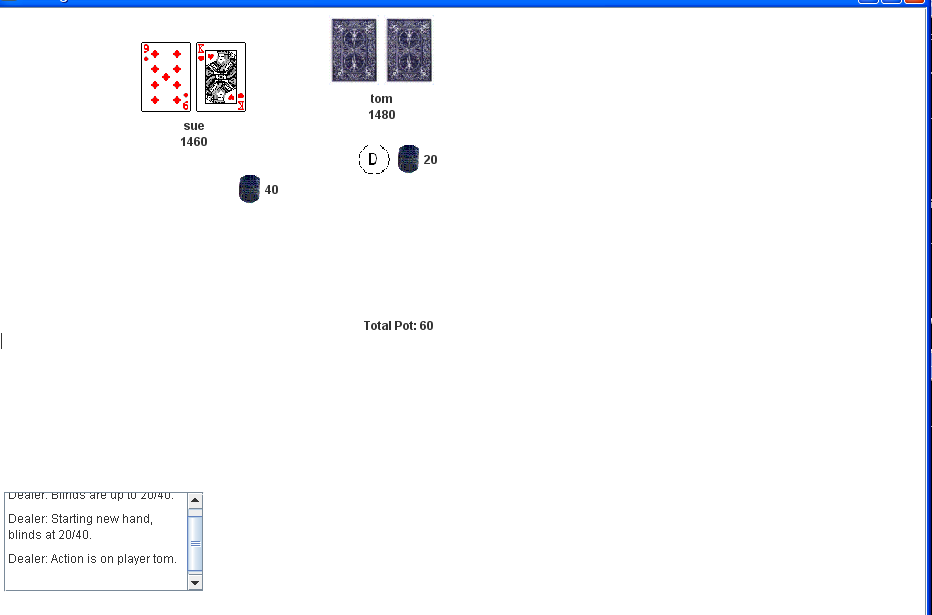 9
6
sue
1460
tom
1480
D
20
40
Total Pot: 60
Dealer: Blinds are up to 20/40.
Dealer: Starting new hand,
blinds at 20/40.
Dealer: Action is on player tom.